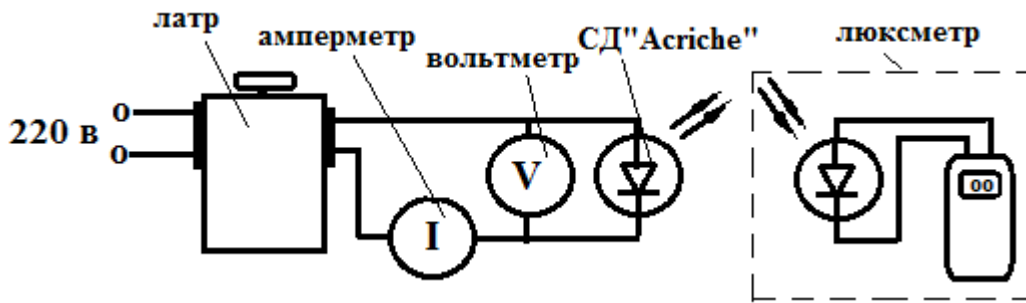 латр
амперметр
вольтметр
СД"Acriche"
люксметр
220 в
о
о
V
I
00